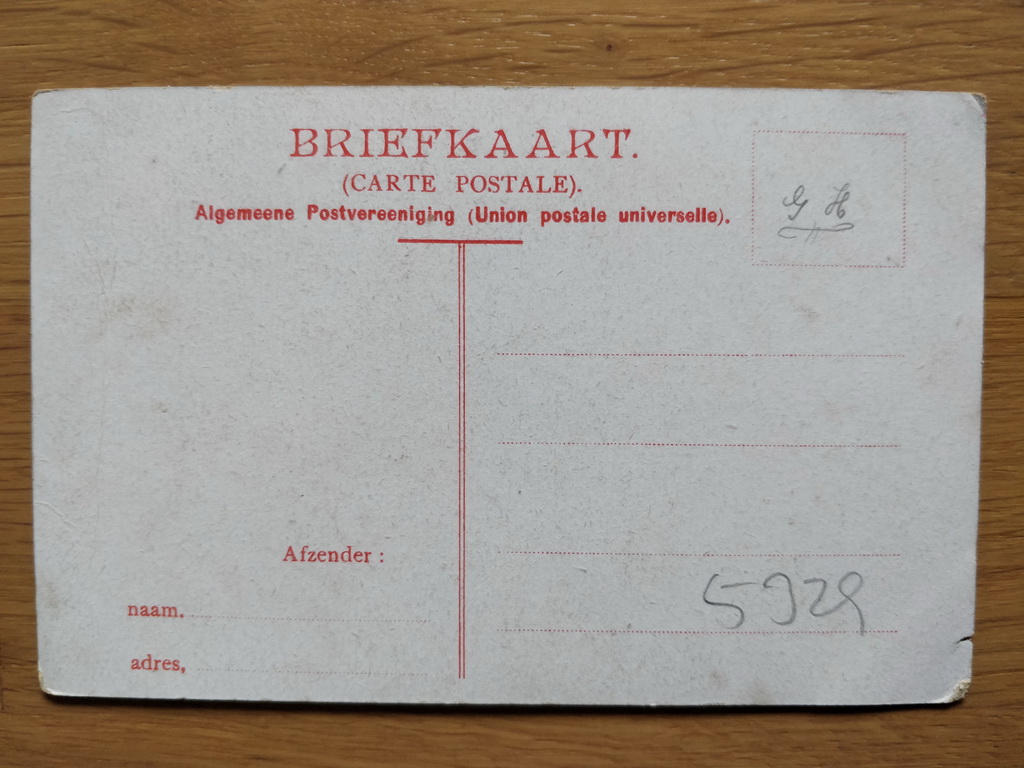 BRIEFKAART.
(CARTE POSTALE).
Algemeene Postvereeniging (Union postale universelle).
G H
Afzender :
naam.
adres,
5929